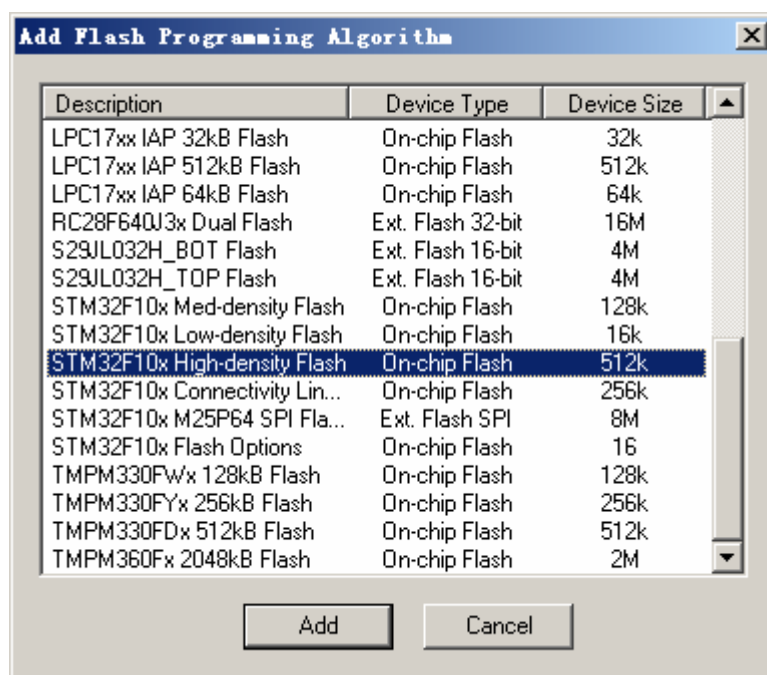 Add Flash Programming Algorithm
Description Device Type Device Size
LPC17xx IAP 32kB Flash On-chip Flash 32k
LPC17xx IAP 512kB Flash On-chip Flash 512k
LPC17xx IAP 64kB Flash On-chip Flash 64k
RC28F640J3x Dual Flash Ext. Flash 32-bit 16M
S29JL032H_BOT Flash Ext. Flash 16-bit 4M
S29JL032H_TOP Flash Ext. Flash 16-bit 4M
STM32F10x Med-density Flash On-chip Flash 128k
STM32F10x Low-density Flash On-chip Flash 16k
STM32F10x High-density Flash On-chip Flash 512k
STM32F10x Connectivity Lin... On-chip Flash 256k
STM32F10x M25P64 SPI Fla... Ext. Flash SPI 8M
STM32F10x Flash Options On-chip Flash 16
TMPM330FWx 128kB Flash On-chip Flash 128k
TMPM330FYx 256kB Flash On-chip Flash 256k
TMPM330FDx 512kB Flash On-chip Flash 512k
TMPM360Fx 2048kB Flash On-chip Flash 2M
Add Cancel